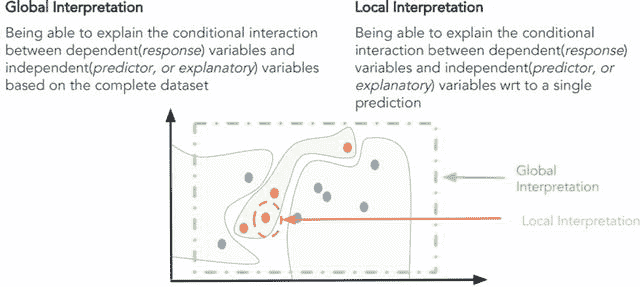 Global Interpretation
Being able to explain the conditional interaction
between dependent(response) variables and
independent(predictor, or explanatory) variables
based on the complete dataset
Local Interpretation
Being able to explain the conditional
interaction between dependent(response)
variables and independent(predictor, or
explanatory) variables wrt to a single
prediction
Global
Interpretation
Local Interpretation